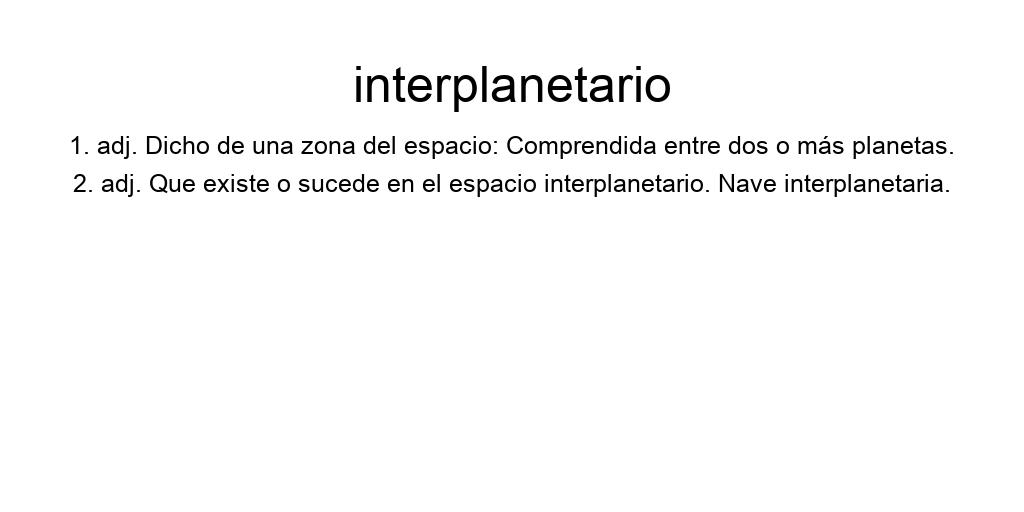 interplanetario
1. adj. Dicho de una zona del espacio: Comprendida entre dos o más planetas.
2. adj. Que existe o sucede en el espacio interplanetario. Nave interplanetaria.